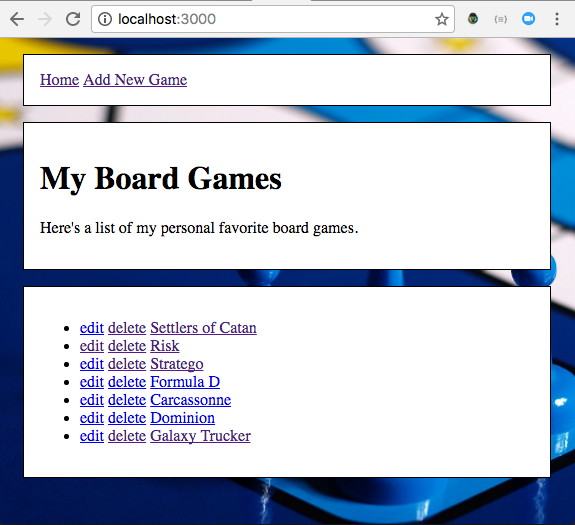 localhost:3000
Home Add New Game
My Board Games
Here's a list of my personal favorite board games.
edit delete Settlers of Catan
edit delete Risk
edit delete Stratego
edit delete Formula D
edit delete Carcassonne
edit delete Dominion
edit delete Galaxy Trucker